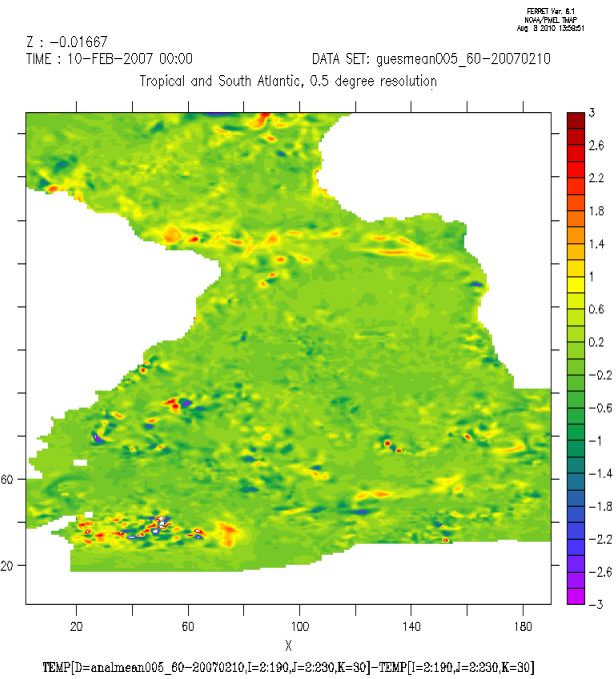 FERRET Ver. 6.1
NOAA/PMEL TMAP
Aug 3 2010 13:39:51
Z : -0.01667
TIME : 10-FEB-2007 00:00
DATA SET: guesmean005_60-20070210
Tropical and South Atlantic, 0.5 degree resolution
3
2.6
2.2
1.8
1.4
1
0.6
0.2
-0.2
-0.6
-1
-1.4
-1.8
-2.2
-2.6
-3
60
20
20 60 100 140 180
X
TEMP[D=analmean005_60-20070210,I=2:190,J=2:230,K=30]-TEMP[I=2:190,J=2:230,K=30]